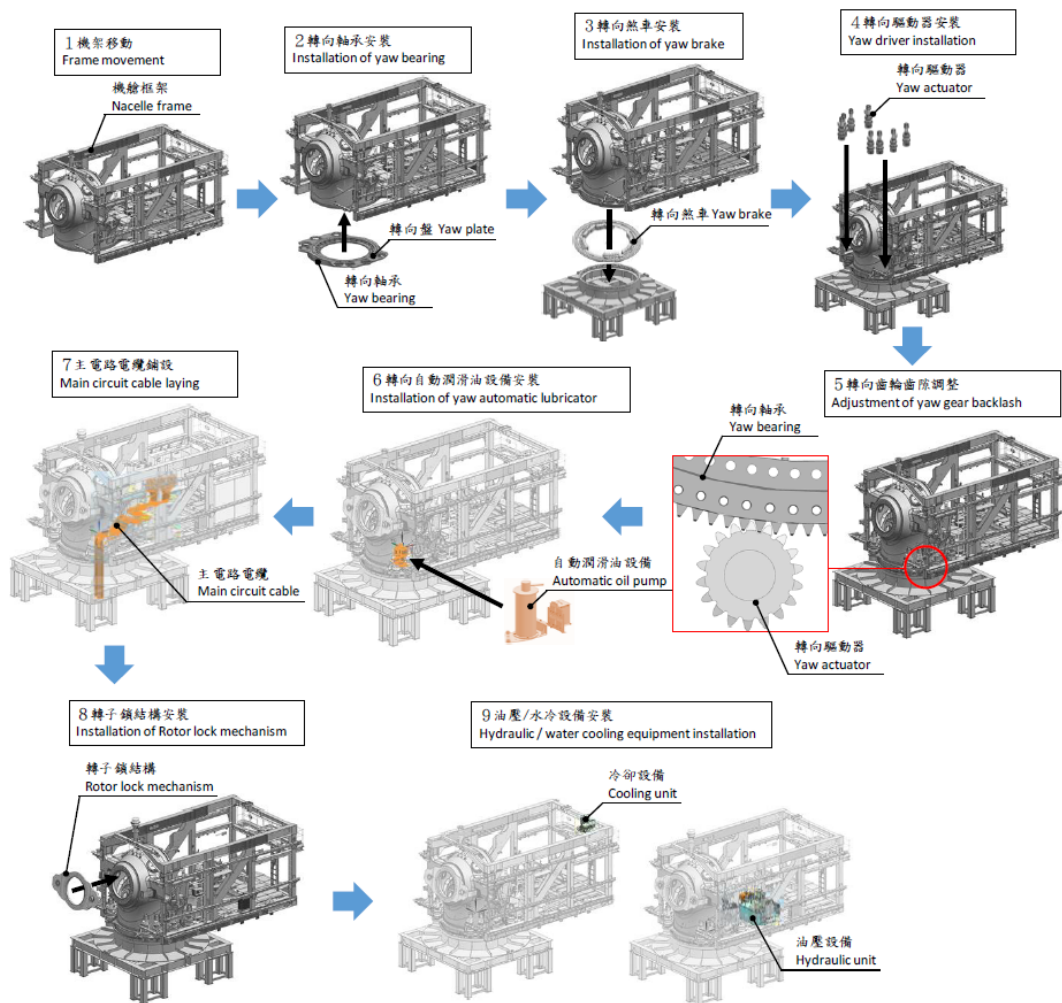 1機架移動
Frame movement
機艙框架
Nacelle frame
2轉向軸承安裝
Installation of yaw bearing
轉向盤 Yaw plate
轉向軸承
Yaw bearing
3轉向煞車安裝
Installation of yaw brake
轉向煞車 Yaw brake
4轉向驅動器安裝
Yaw driver installation
轉向驅動器
Yaw actuator
5轉向齒輪齒隙調整
Adjustment of yaw gear backlash
轉向軸承
Yaw bearing
轉向驅動器
Yaw actuator
6轉向自動潤滑油設備安裝
Installation of yaw automatic lubricator
自動潤滑油設備
Automatic oil pump
7主電路電纜鋪設
Main circuit cable laying
主電路電纜
Main circuit cable
8轉子鎖結構安裝
Installation of Rotor lock mechanism
轉子鎖結構
Rotor lock mechanism
9油壓/水冷設備安裝
Hydraulic / water cooling equipment installation
冷卻設備
Cooling unit
油壓設備
Hydraulic unit